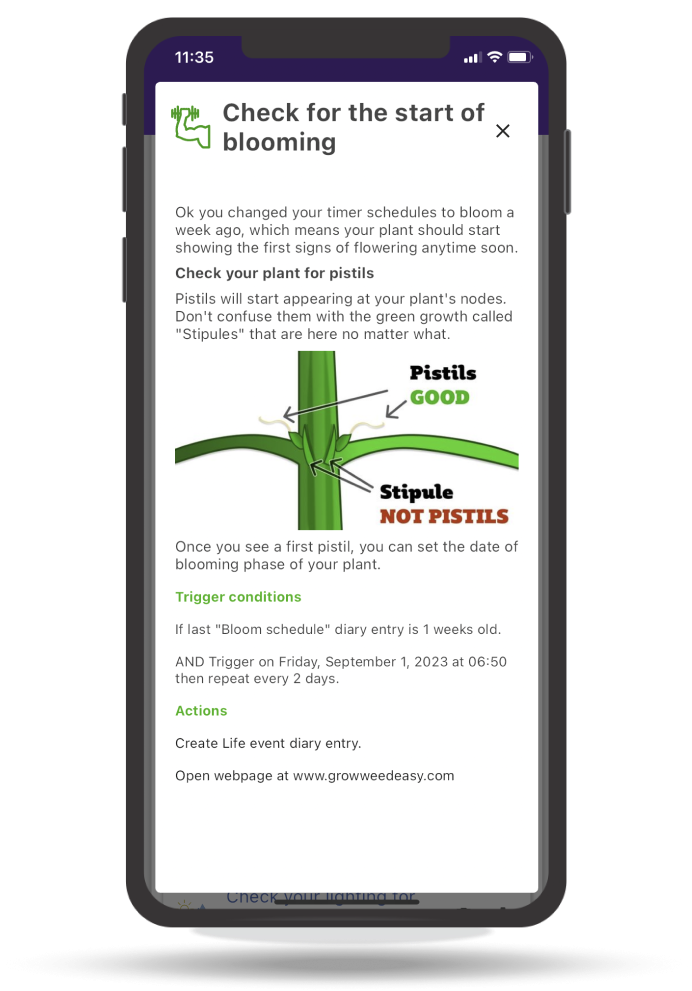 11:35
Check for the start of
blooming
Ok you changed your timer schedules to bloom a
week ago, which means your plant should start
showing the first signs of flowering anytime soon.
Check your plant for pistils
Pistils will start appearing at your plant's nodes.
Don't confuse them with the green growth called
"Stipules" that are here no matter what.
Pistils
GOOD
Stipule
NOT PISTILS
Once you see a first pistil, you can set the date of
blooming phase of your plant.
Trigger conditions
If last "Bloom schedule" diary entry is 1 weeks old.
AND Trigger on Friday, September 1, 2023 at 06:50
then repeat every 2 days.
Actions
Create Life event diary entry.
Open webpage at www.growweedeasy.com
Check your lighting for